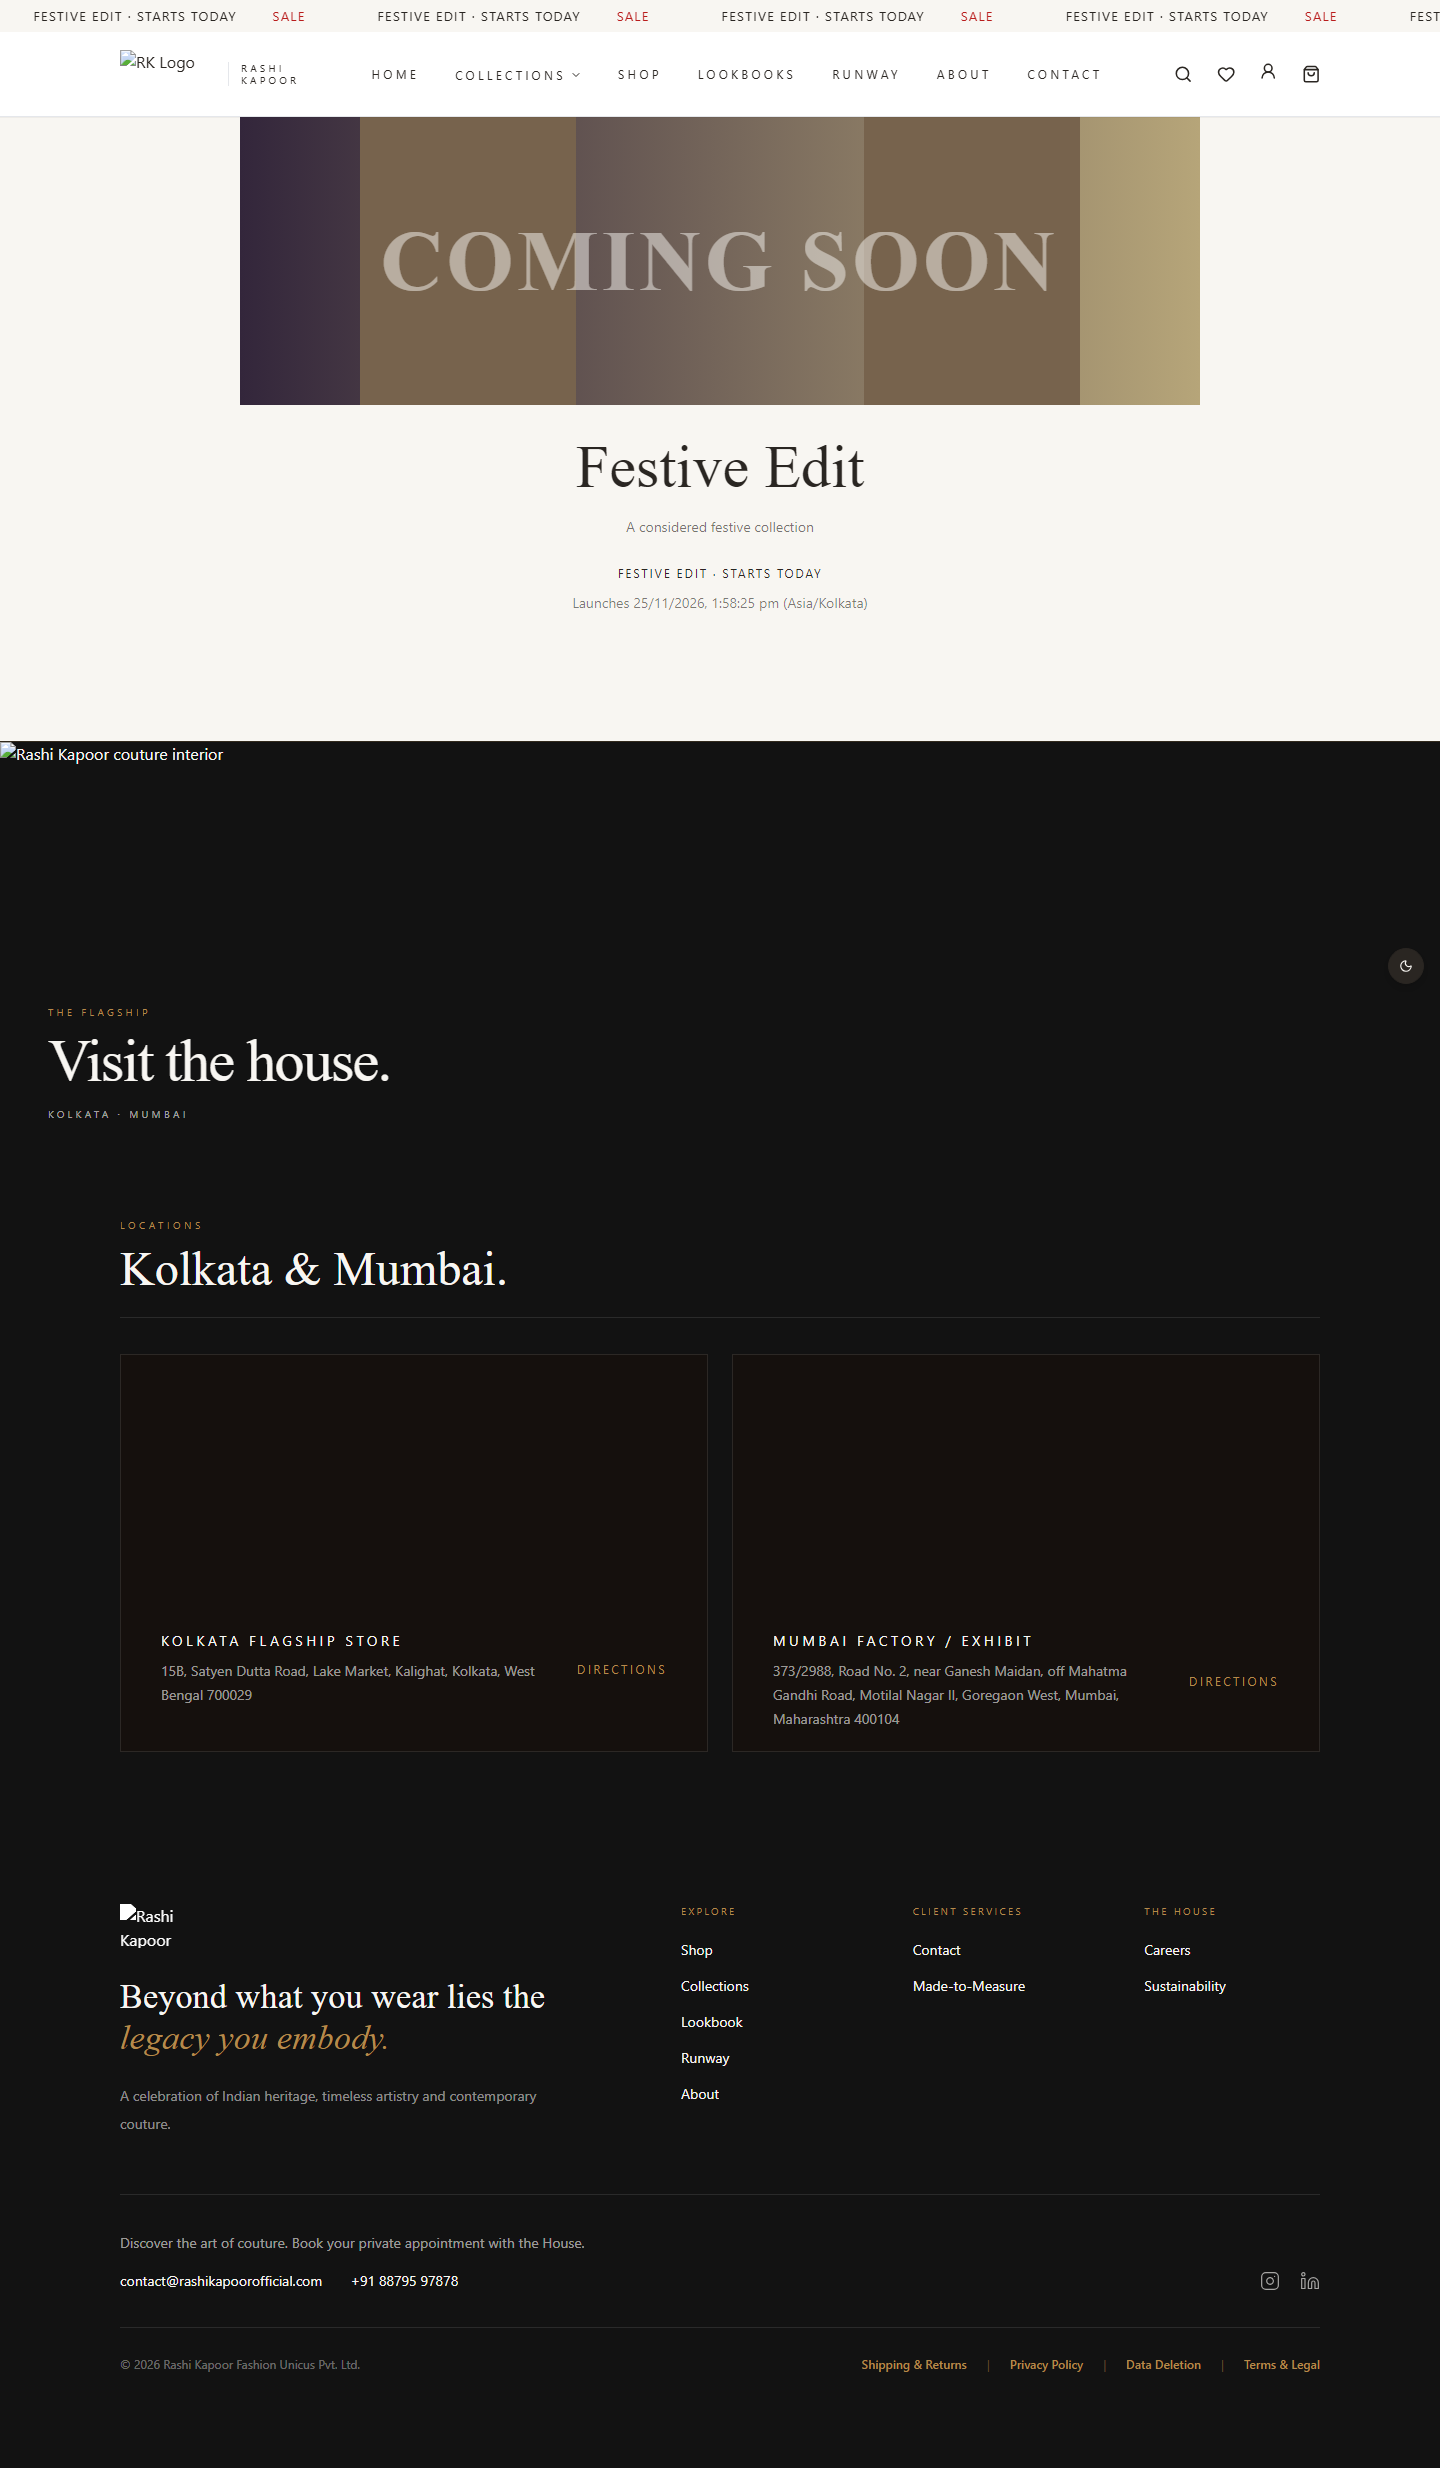 FESTIVE EDIT · STARTS TODAY SALE FESTIVE EDIT · STARTS TODAY SALE FESTIVE EDIT · STARTS TODAY SALE FESTIVE EDIT · STARTS TODAY SALE FEST
RK Logo
RASHI
KAPOOR
HOME COLLECTIONS SHOP LOOKBOOKS RUNWAY ABOUT CONTACT
COMING SOON
Festive Edit
A considered festive collection
FESTIVE EDIT · STARTS TODAY
Launches 25/11/2026, 1:58:25 pm (Asia/Kolkata)
Rashi Kapoor couture interior
THE FLAGSHIP
Visit the house.
KOLKATA · MUMBAI
LOCATIONS
Kolkata & Mumbai.
KOLKATA FLAGSHIP STORE
15B, Satyen Dutta Road, Lake Market, Kalighat, Kolkata, West
Bengal 700029
DIRECTIONS
MUMBAI FACTORY / EXHIBIT
373/2988, Road No. 2, near Ganesh Maidan, off Mahatma
Gandhi Road, Motilal Nagar II, Goregaon West, Mumbai,
Maharashtra 400104
DIRECTIONS
Rashi
Kapoor
Beyond what you wear lies the
legacy you embody.
A celebration of Indian heritage, timeless artistry and contemporary
couture.
EXPLORE
Shop
Collections
Lookbook
Runway
About
CLIENT SERVICES
Contact
Made-to-Measure
THE HOUSE
Careers
Sustainability
Discover the art of couture. Book your private appointment with the House.
contact@rashikapoorofficial.com +91 88795 97878
© 2026 Rashi Kapoor Fashion Unicus Pvt. Ltd.
Shipping & Returns | Privacy Policy | Data Deletion | Terms & Legal